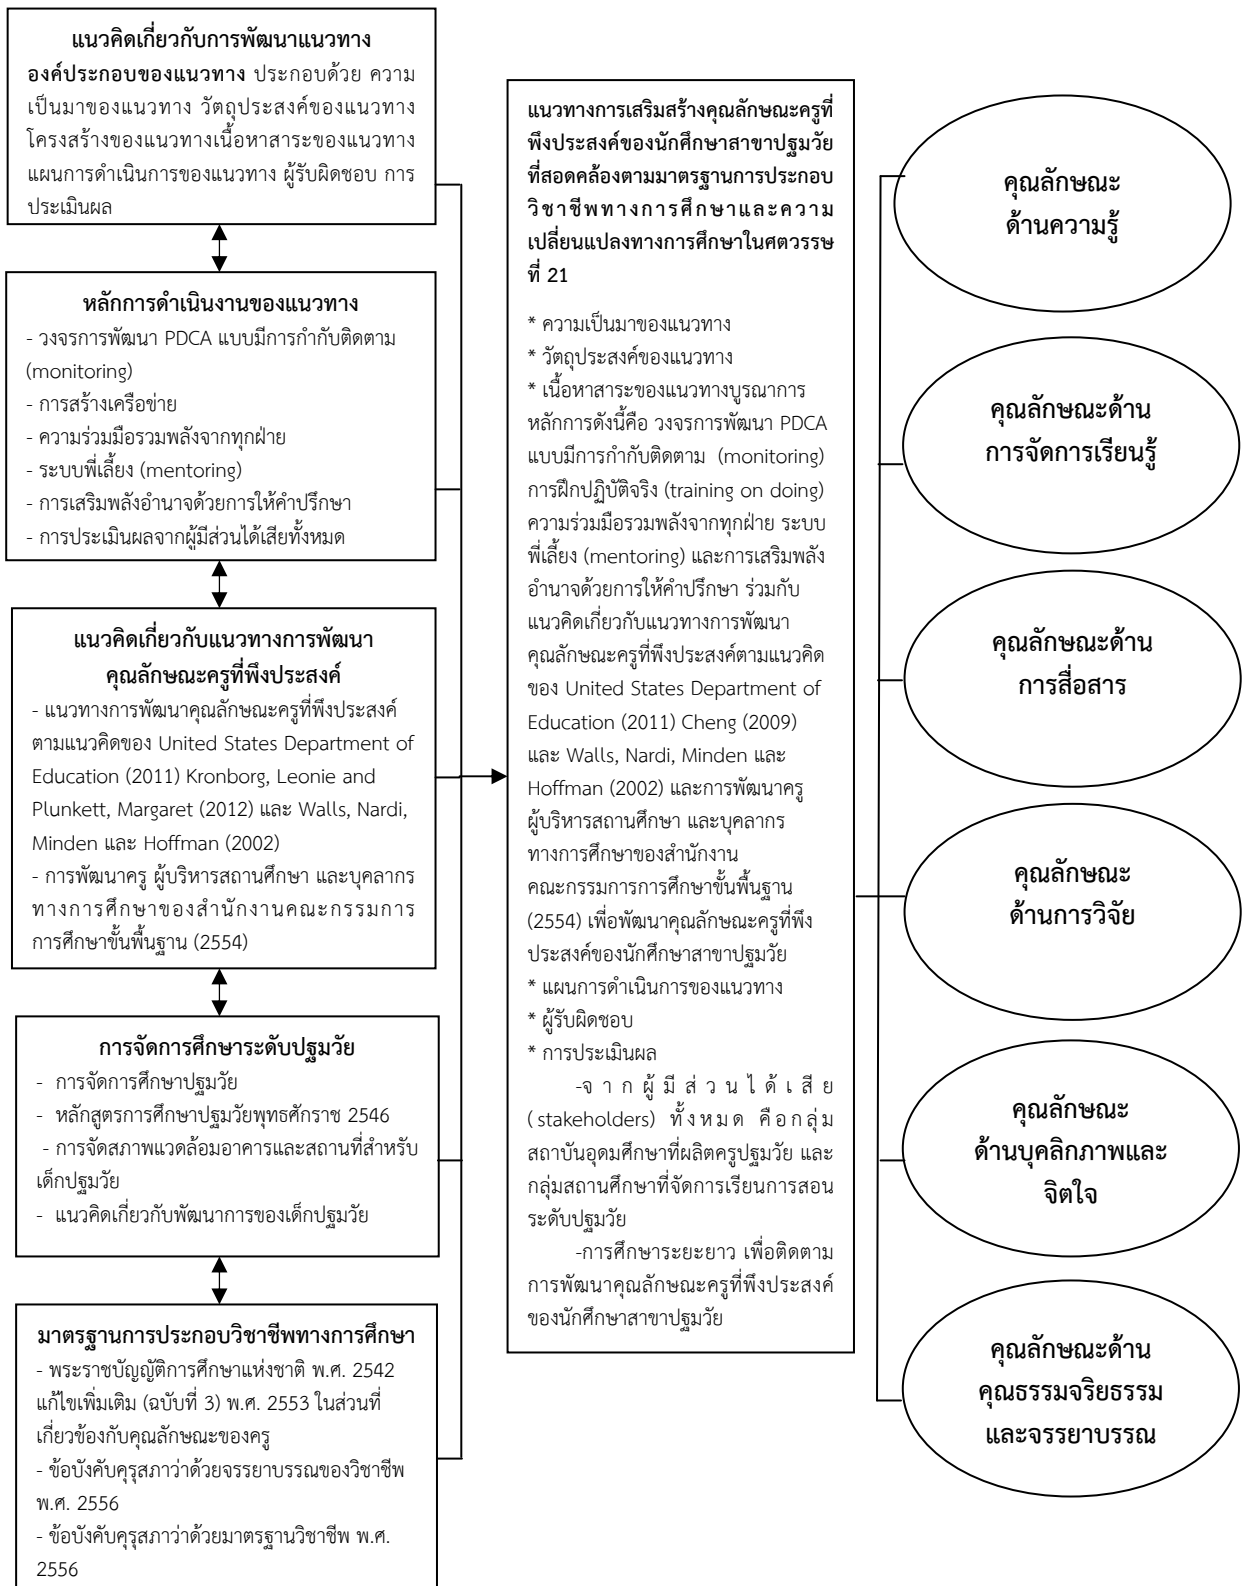 แนวคิดเกี่ยวกับการพัฒนาแนวทาง
องค์ประกอบของแนวทาง ประกอบด้วย ความ
เป็นมาของแนวทาง วัตถุประสงค์ของแนวทาง
โครงสร้างของแนวทางเนื้อหาสาระของแนวทาง
แผนการดำเนินการของแนวทาง ผู้รับผิดชอบ การ
ประเมินผล
หลักการดำเนินงานของแนวทาง
- วงจรการพัฒนา PDCA แบบมีการกำกับติดตาม
(monitoring)
- การสร้างเครือข่าย
- ความร่วมมือรวมพลังจากทุกฝ่าย
- ระบบพี่เลี้ยง (mentoring)
- การเสริมพลังอำนาจด้วยการให้คำปรึกษา
- การประเมินผลจากผู้มีส่วนได้เสียทั้งหมด
แนวคิดเกี่ยวกับแนวทางการพัฒนา
คุณลักษณะครูที่พึงประสงค์
- แนวทางการพัฒนาคุณลักษณะครูที่พึงประสงค์
ตามแนวคิดของ United States Department of
Education (2011) Kronborg, Leonie and
Plunkett, Margaret (2012) และ Walls, Nardi,
Minden และ Hoffman (2002)
- การพัฒนาครู ผู้บริหารสถานศึกษา และบุคลากร
ทางการศึกษาของสำนักงานคณะกรรมการ
การศึกษาขั้นพื้นฐาน (2554)
การจัดการศึกษาระดับปฐมวัย
- การจัดการศึกษาปฐมวัย
- หลักสูตรการศึกษาปฐมวัยพุทธศักราช 2546
- การจัดสภาพแวดล้อมอาคารและสถานที่สำหรับ
เด็กปฐมวัย
- แนวคิดเกี่ยวกับพัฒนาการของเด็กปฐมวัย
มาตรฐานการประกอบวิชาชีพทางการศึกษา
- พระราชบัญญัติการศึกษาแห่งชาติ พ.ศ. 2542
แก้ไขเพิ่มเติม (ฉบับที่ 3) พ.ศ. 2553 ในส่วนที่
เกี่ยวข้องกับคุณลักษณะของครู
- ข้อบังคับคุรุสภาว่าด้วยจรรยาบรรณของวิชาชีพ
พ.ศ. 2556
- ข้อบังคับคุรุสภาว่าด้วยมาตรฐานวิชาชีพ พ.ศ.
2556
แนวทางการเสริมสร้างคุณลักษณะครูที่
พึงประสงค์ของนักศึกษาสาขาปฐมวัย
ที่สอดคล้องตามมาตรฐานการประกอบ
วิชาชีพทางการศึกษาและความ
เปลี่ยนแปลงทางการศึกษาในศตวรรษ
ที่ 21
* ความเป็นมาของแนวทาง
* วัตถุประสงค์ของแนวทาง
* เนื้อหาสาระของแนวทางบูรณาการ
หลักการดังนี้คือ วงจรการพัฒนา PDCA
แบบมีการกำกับติดตาม (monitoring)
การฝึกปฏิบัติจริง (training on doing)
ความร่วมมือรวมพลังจากทุกฝ่าย ระบบ
พี่เลี้ยง (mentoring) และการเสริมพลัง
อำนาจด้วยการให้คำปรึกษา ร่วมกับ
แนวคิดเกี่ยวกับแนวทางการพัฒนา
คุณลักษณะครูที่พึงประสงค์ตามแนวคิด
ของ United States Department of
Education (2011) Cheng (2009)
และ Walls, Nardi, Minden และ
Hoffman (2002) และการพัฒนาครู
ผู้บริหารสถานศึกษา และบุคลากร
ทางการศึกษาของสำนักงาน
คณะกรรมการการศึกษาขั้นพื้นฐาน
(2554) เพื่อพัฒนาคุณลักษณะครูที่พึง
ประสงค์ของนักศึกษาสาขาปฐมวัย
* แผนการดำเนินการของแนวทาง
* ผู้รับผิดชอบ
* การประเมินผล
-จากผู้มีส่วนได้เสีย
(stakeholders) ทั้งหมด คือกลุ่ม
สถาบันอุดมศึกษาที่ผลิตครูปฐมวัย และ
กลุ่มสถานศึกษาที่จัดการเรียนการสอน
ระดับปฐมวัย
-การศึกษาระยะยาว เพื่อติดตาม
การพัฒนาคุณลักษณะครูที่พึงประสงค์
ของนักศึกษาสาขาปฐมวัย
คุณลักษณะ
ด้านความรู้
คุณลักษณะด้าน
การจัดการเรียนรู้
คุณลักษณะด้าน
การสื่อสาร
คุณลักษณะ
ด้านการวิจัย
คุณลักษณะ
ด้านบุคลิกภาพและ
จิตใจ
คุณลักษณะด้าน
คุณธรรมจริยธรรม
และจรรยาบรรณ